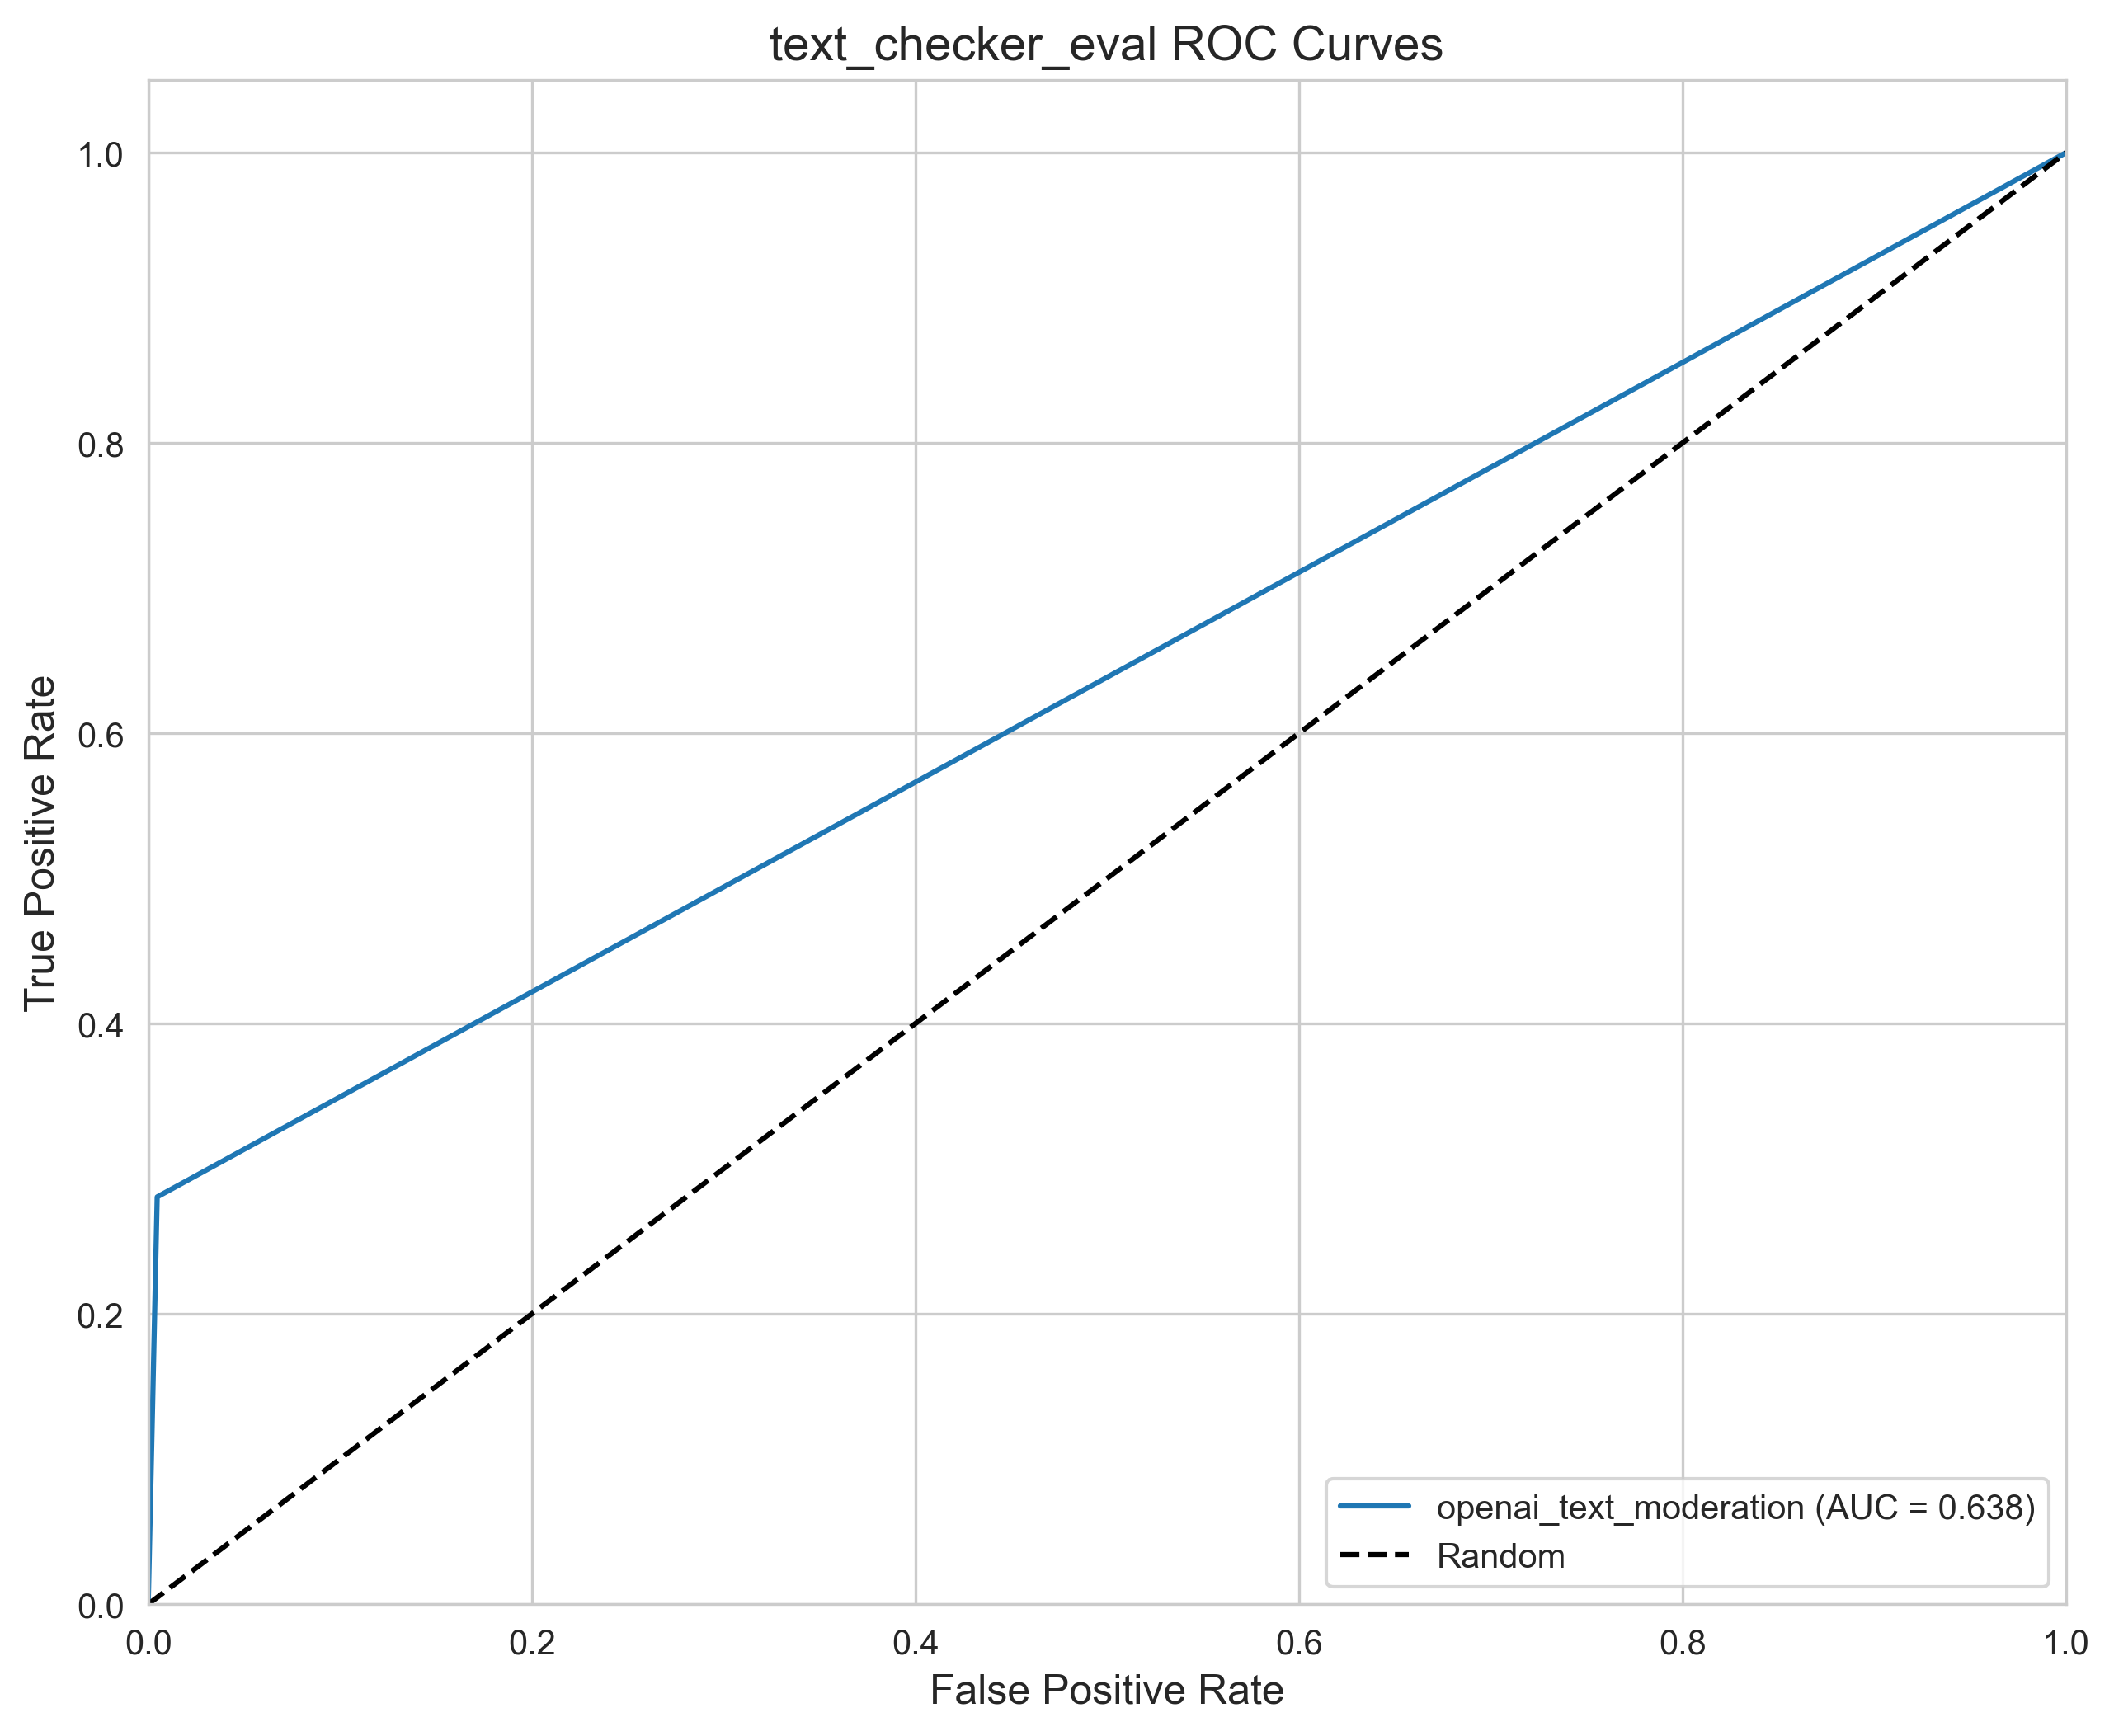 text_checker_eval ROC Curves
True Positive Rate
1.0
0.8
0.6
0.4
0.2
0.0
0.0 0.2 0.4 0.6 0.8 1.0
False Positive Rate
openai_text_moderation (AUC = 0.638)
Random